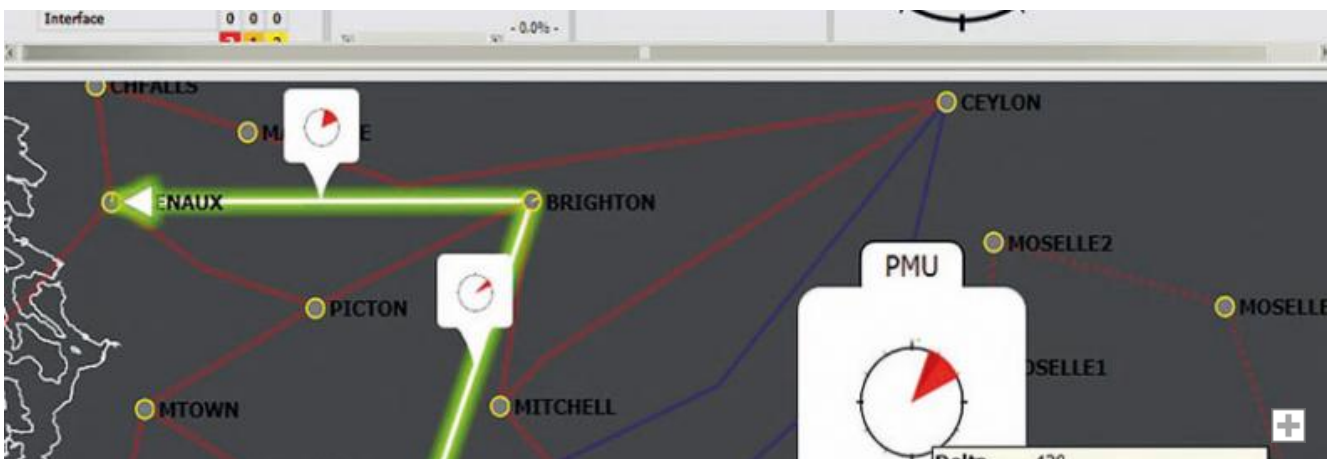 Interface 0 0 0
- 0.0% -
CHFALLS
CEYLON
ENAUX
BRIGHTON
MOSELLE2
PMU
PICTON
MOSELLE
OSELLE1
MTOWN
MITCHELL